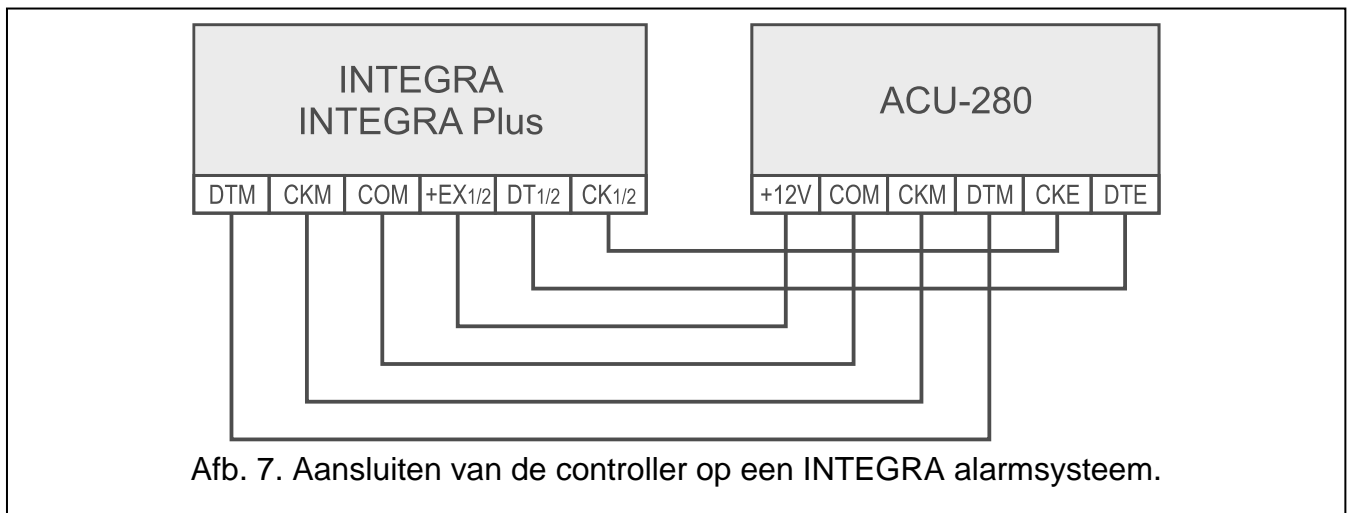 INTEGRA
INTEGRA Plus
ACU-280
DTM CKM COM +EX1/2 DT1/2 CK1/2
+12V COM CKM DTM CKE DTE
Afb. 7. Aansluiten van de controller op een INTEGRA alarmsysteem.